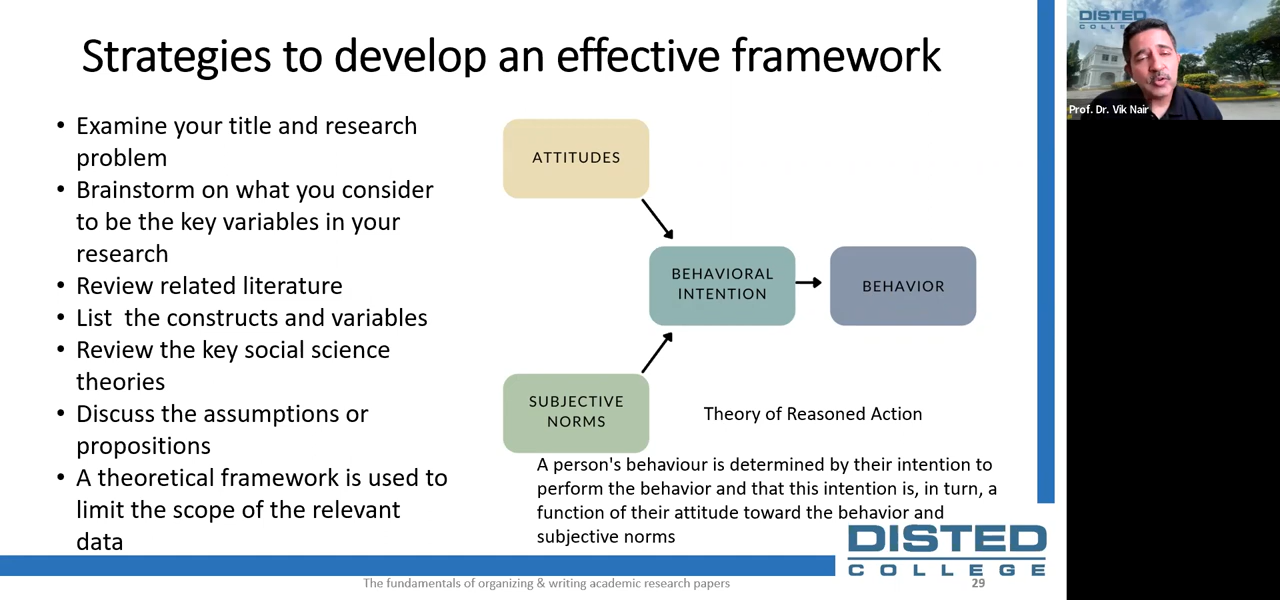 Strategies to develop an effective framework
• Examine your title and research
problem
• Brainstorm on what you consider
to be the key variables in your
research
• Review related literature
• List  the constructs and variables
• Review the key social science
theories
• Discuss the assumptions or
propositions
• A theoretical framework is used to
limit the scope of the relevant
data
ATTITUDES
BEHAVIORAL
INTENTION
BEHAVIOR
SUBJECTIVE
NORMS
Theory of Reasoned Action
A person's behaviour is determined by their intention to
perform the behavior and that this intention is, in turn, a
function of their attitude toward the behavior and
subjective norms
DISTED
COLLEGE
The fundamentals of organizing & writing academic research papers
29
DISTED
Prof. Dr. Vik Nair